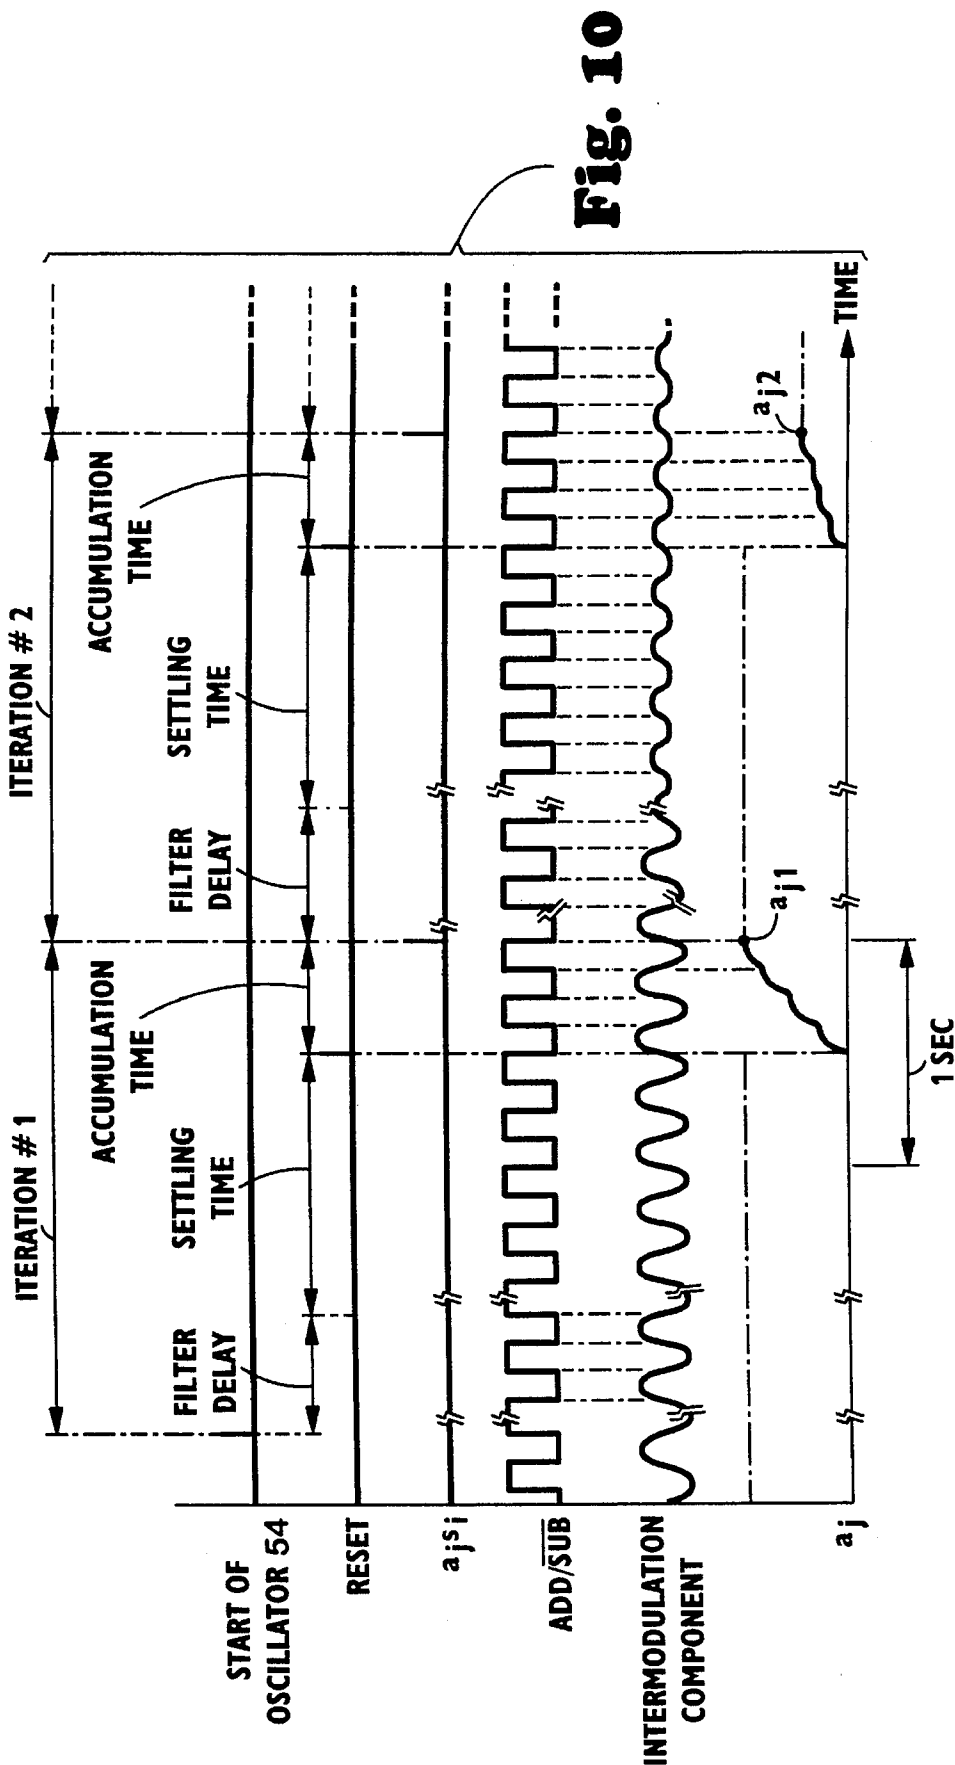 ITERATION # 1
ITERATION # 2
ACCUMULATION
TIME
ACCUMULATION
TIME
FILTER
DELAY
SETTLING
TIME
FILTER
DELAY
SETTLING
TIME
START OF
OSCILLATOR 54
RESET
ajsi
ADD/SUB
INTERMODULATION
COMPONENT
aj
aj1
aj2
TIME
1 SEC
Fig. 10